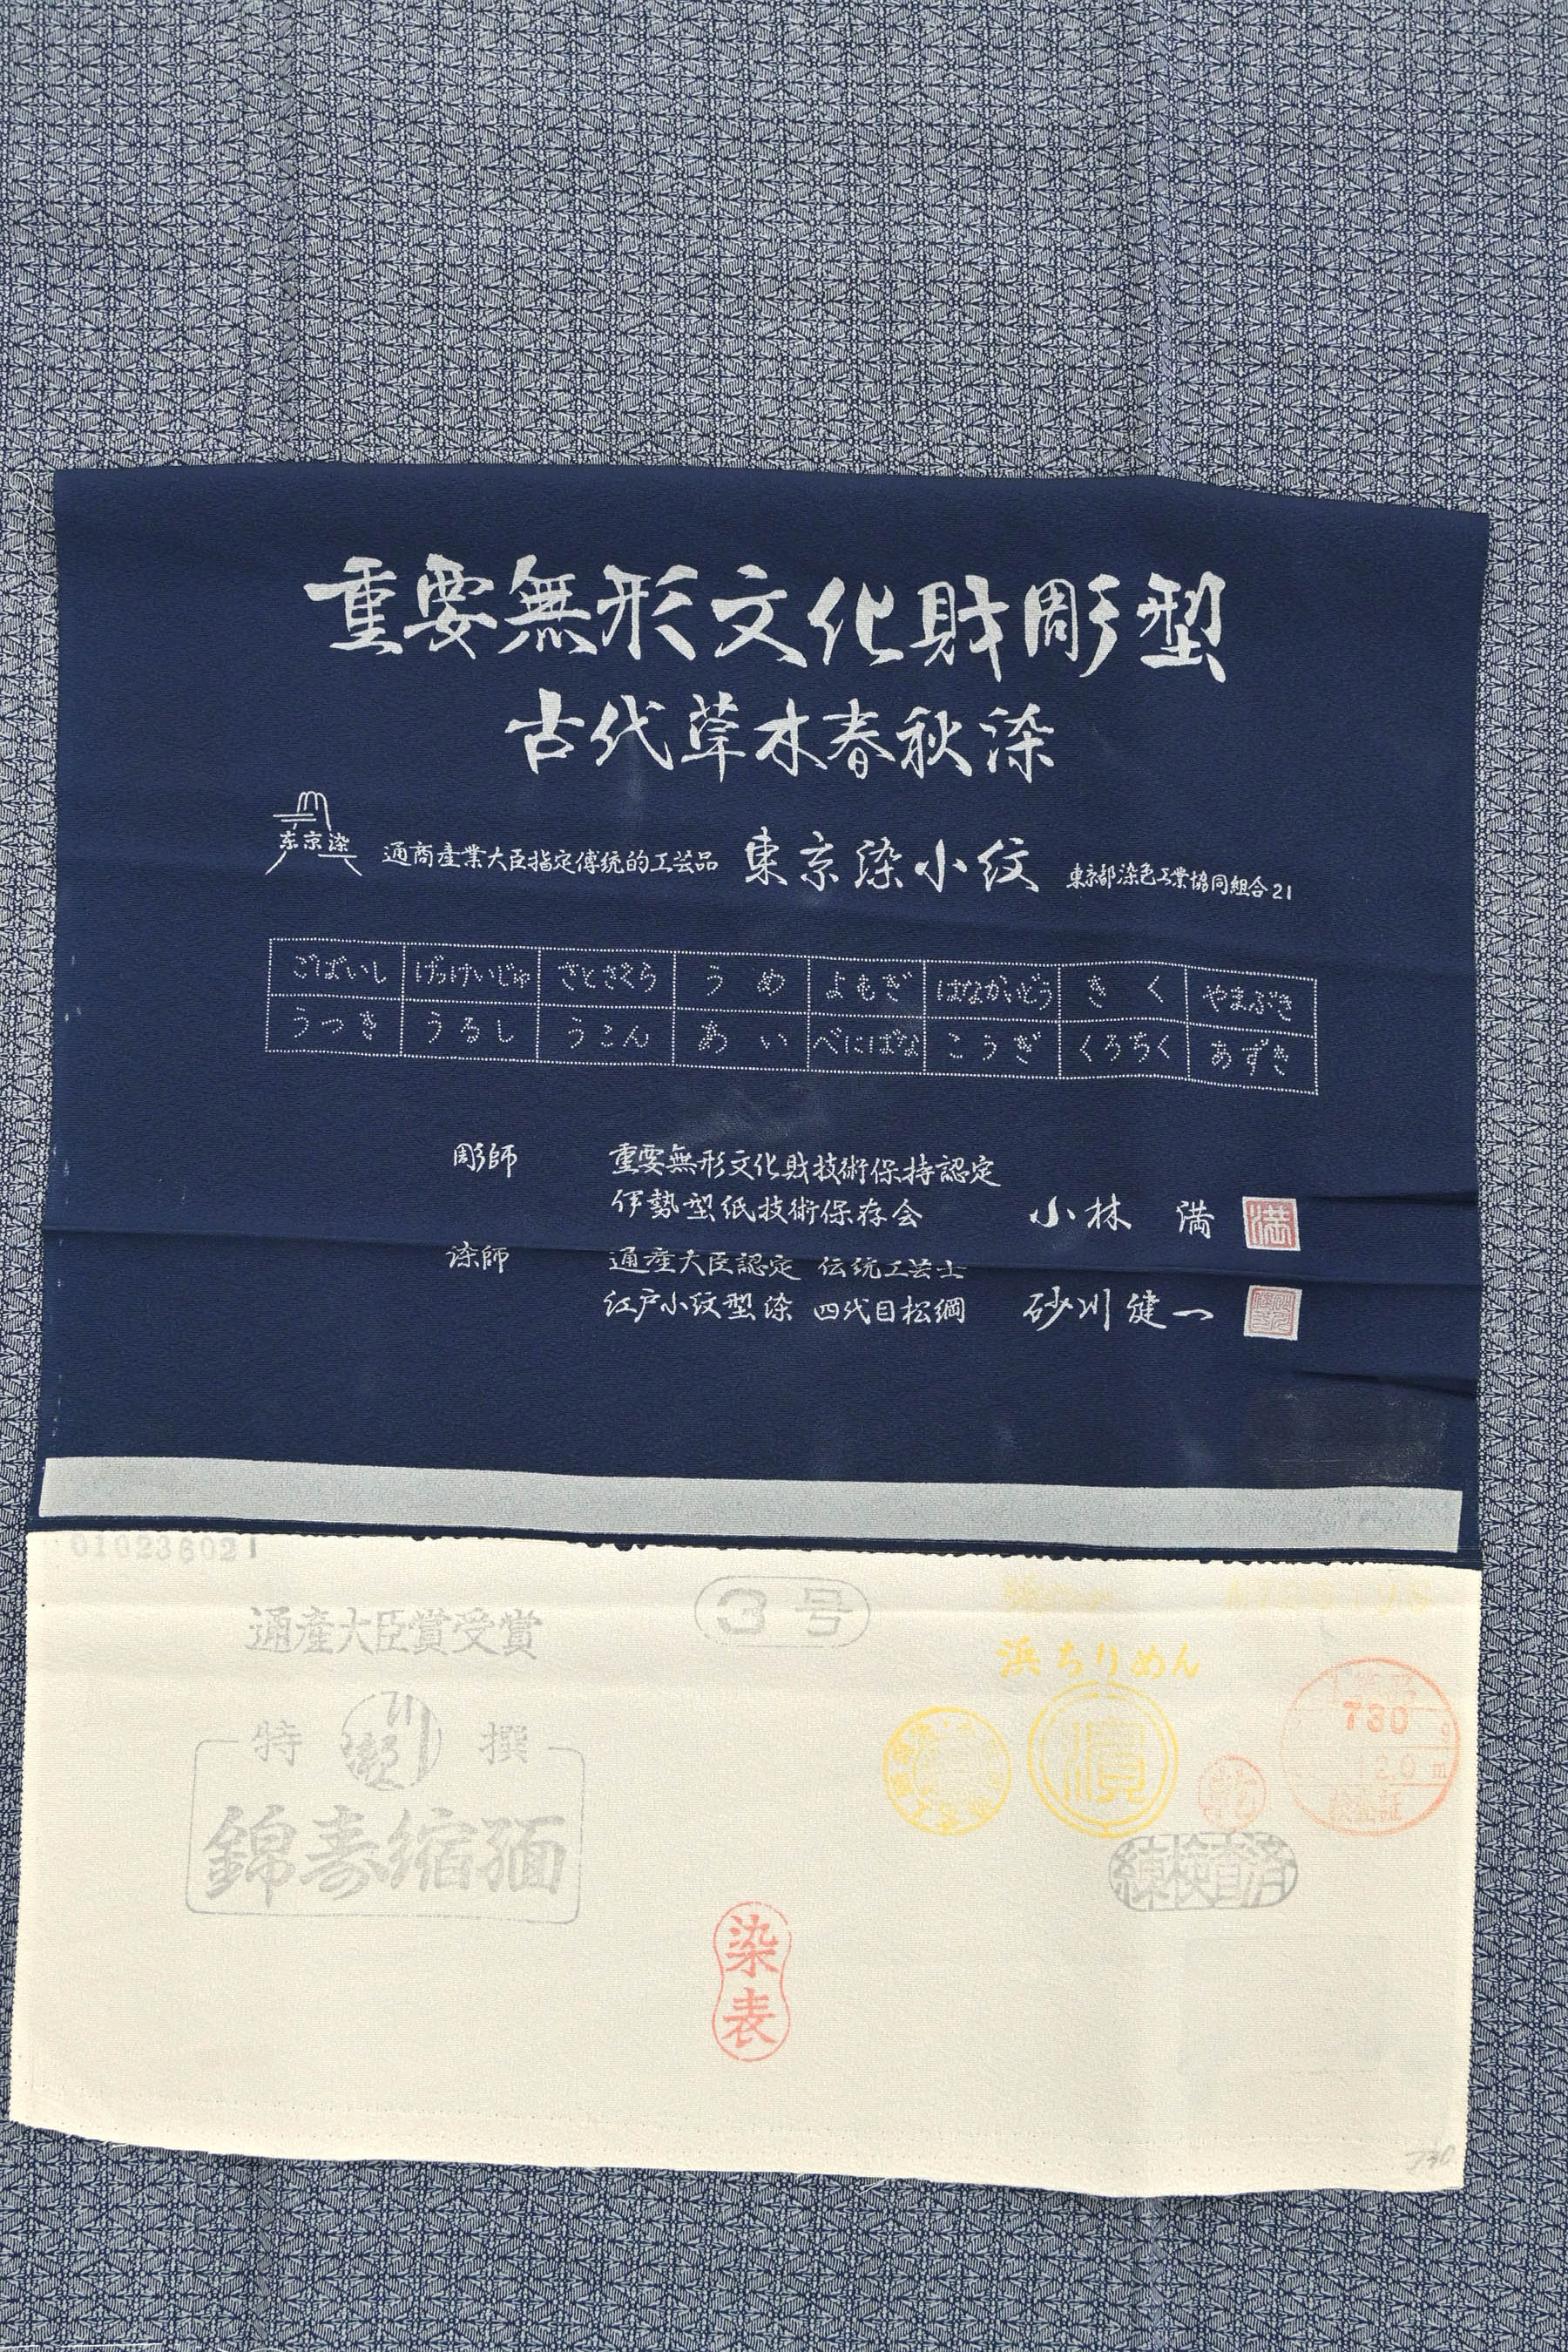 重要無形文化財彫型
古代草木春秋染
东京染 通商產業大臣指定傳統的工芸品 東京染小紋 東京都染色工業協同組合21
ごばいし げっけいじゅ さとざくら うめ よもぎ はなかいどう きく やまぶき
うつぎ うるし うこん あい べにばな こうぎ くろちく あずき
彫師 重要無形文化財技術保持認定
伊勢型紙技術保存会 小林 満 満
染師 通産大臣認定 伝統工芸士
江戸小紋型染 四代目松綱 砂川健一
010236021
通産大臣賞受賞
3号
浜ちりめん
特 川瀬 撰
濱
730
12.0 m
検査証
錦寿縮緬
練検査済
染表